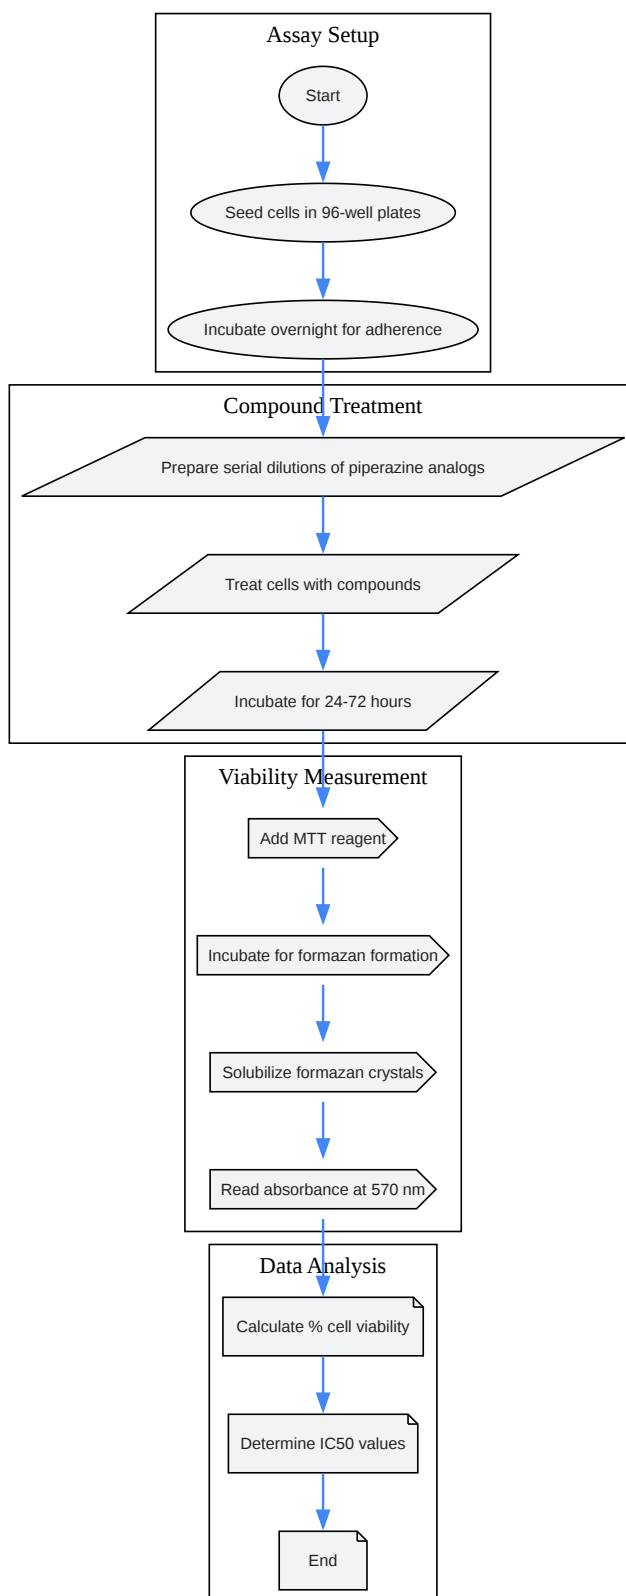 Assay Setup
Start
Seed cells in 96-well plates
Incubate overnight for adherence
Compound Treatment
Prepare serial dilutions of piperazine analogs
Treat cells with compounds
Incubate for 24-72 hours
Viability Measurement
Add MTT reagent
Incubate for formazan formation
Solubilize formazan crystals
Read absorbance at 570 nm
Data Analysis
Calculate % cell viability
Determine IC50 values
End